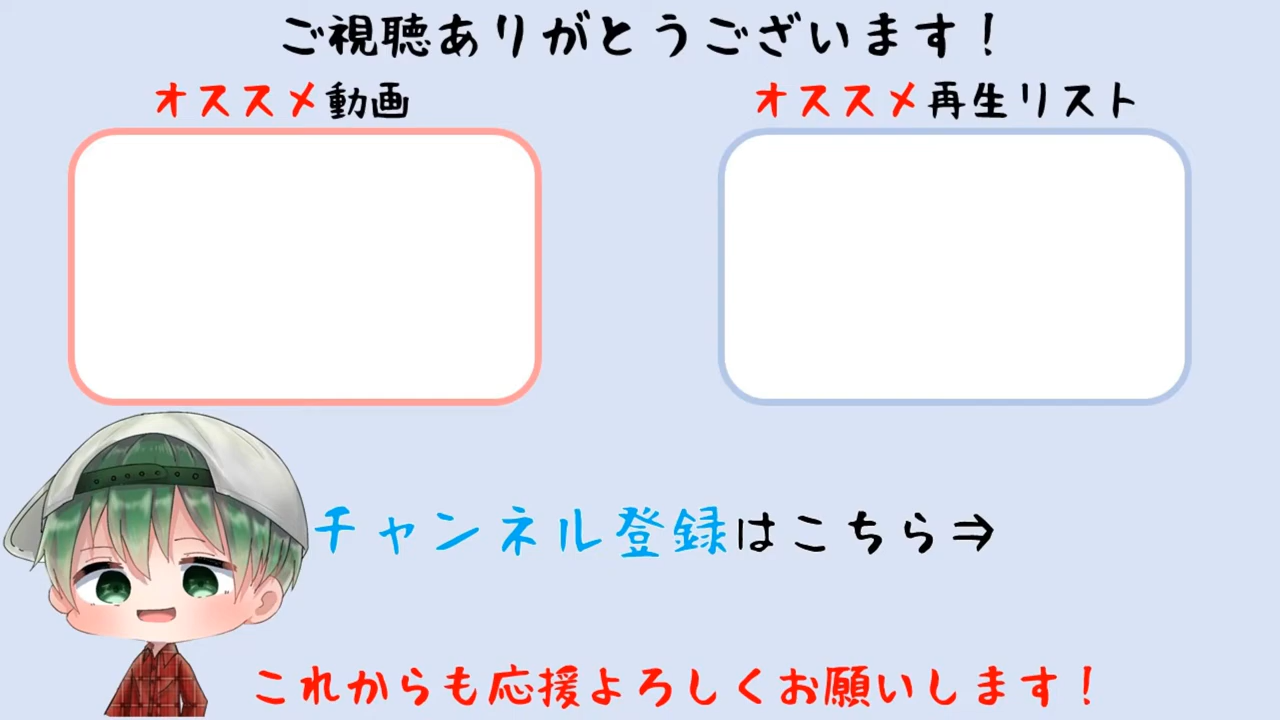 ご視聴ありがとうございます！
オススメ動画
オススメ再生リスト
チャンネル登録はこちら⇒
これからも応援よろしくお願いします！